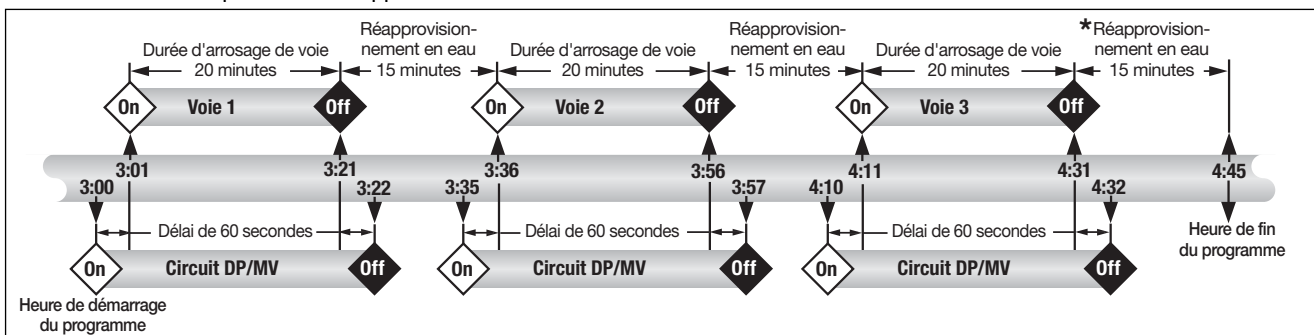 Durée d'arrosage de voie
20 minutes
Réapprovision-
nement en eau
15 minutes
Durée d'arrosage de voie
20 minutes
Réapprovision-
nement en eau
15 minutes
Durée d'arrosage de voie
20 minutes
*Réapprovision-
nement en eau
15 minutes
On
Voie 1
Off
On
Voie 2
Off
On
Voie 3
Off
3:01
3:21
3:36
3:56
4:11
4:31
4:45
3:00
3:22
3:35
3:57
4:10
4:32
Délai de 60 secondes
Délai de 60 secondes
Délai de 60 secondes
Heure de fin
du programme
On
Circuit DP/MV
Off
On
Circuit DP/MV
Off
On
Circuit DP/MV
Off
Heure de démarrage
du programme